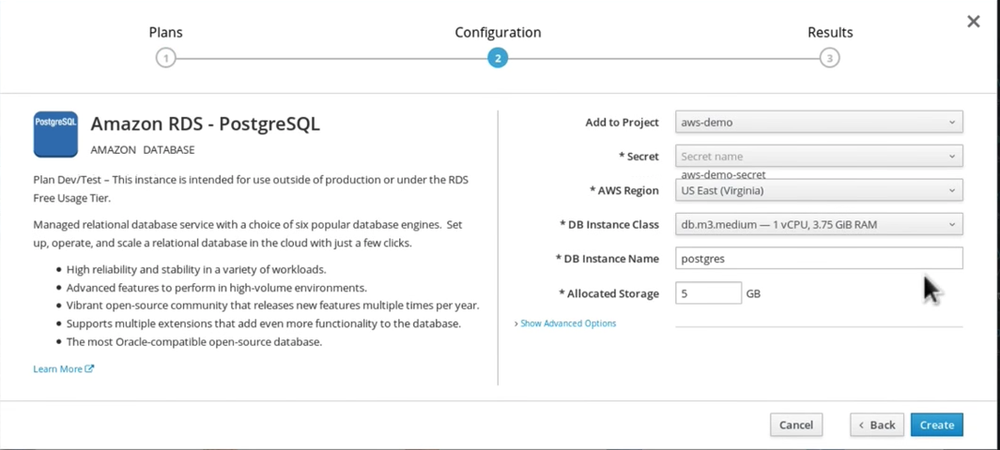 Plans
Configuration
Results
1
2
3
PostgreSQL
Amazon RDS - PostgreSQL
AMAZON DATABASE
Plan Dev/Test – This instance is intended for use outside of production or under the RDS
Free Usage Tier.
Managed relational database service with a choice of six popular database engines. Set
up, operate, and scale a relational database in the cloud with just a few clicks.
• High reliability and stability in a variety of workloads.
• Advanced features to perform in high-volume environments.
• Vibrant open-source community that releases new features multiple times per year.
• Supports multiple extensions that add even more functionality to the database.
• The most Oracle-compatible open-source database.
Learn More
Add to Project aws-demo
* Secret Secret name
aws-demo-secret
* AWS Region US East (Virginia)
* DB Instance Class db.m3.medium — 1 vCPU, 3.75 GiB RAM
* DB Instance Name postgres
* Allocated Storage 5 GB
› Show Advanced Options
Cancel
‹ Back
Create